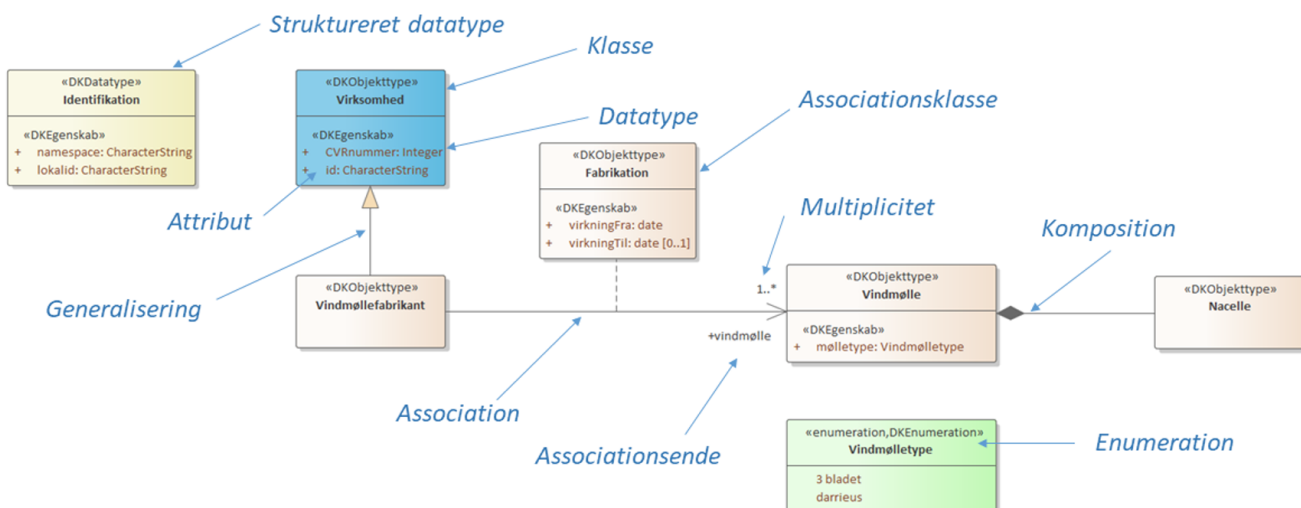 Struktureret datatype
Klasse
«DKDatatype»
Identifikation
«DKEgenskab»
+ namespace: CharacterString
+ lokalid: CharacterString
«DKObjekttype»
Virksomhed
«DKEgenskab»
+ CVRnummer: Integer
+ id: CharacterString
Datatype
Associationsklasse
«DKObjekttype»
Fabrikation
«DKEgenskab»
+ virkningFra: date
+ virkningTil: date [0..1]
Attribut
Multiplicitet
Komposition
Generalisering
«DKObjekttype»
Vindmøllefabrikant
1..*
+vindmølle
«DKObjekttype»
Vindmølle
«DKEgenskab»
+ mølletype: Vindmølletype
«DKObjekttype»
Nacelle
Association
Associationsende
«enumeration,DKEnumeration»
Vindmølletype
3 bladet
darrieus
Enumeration